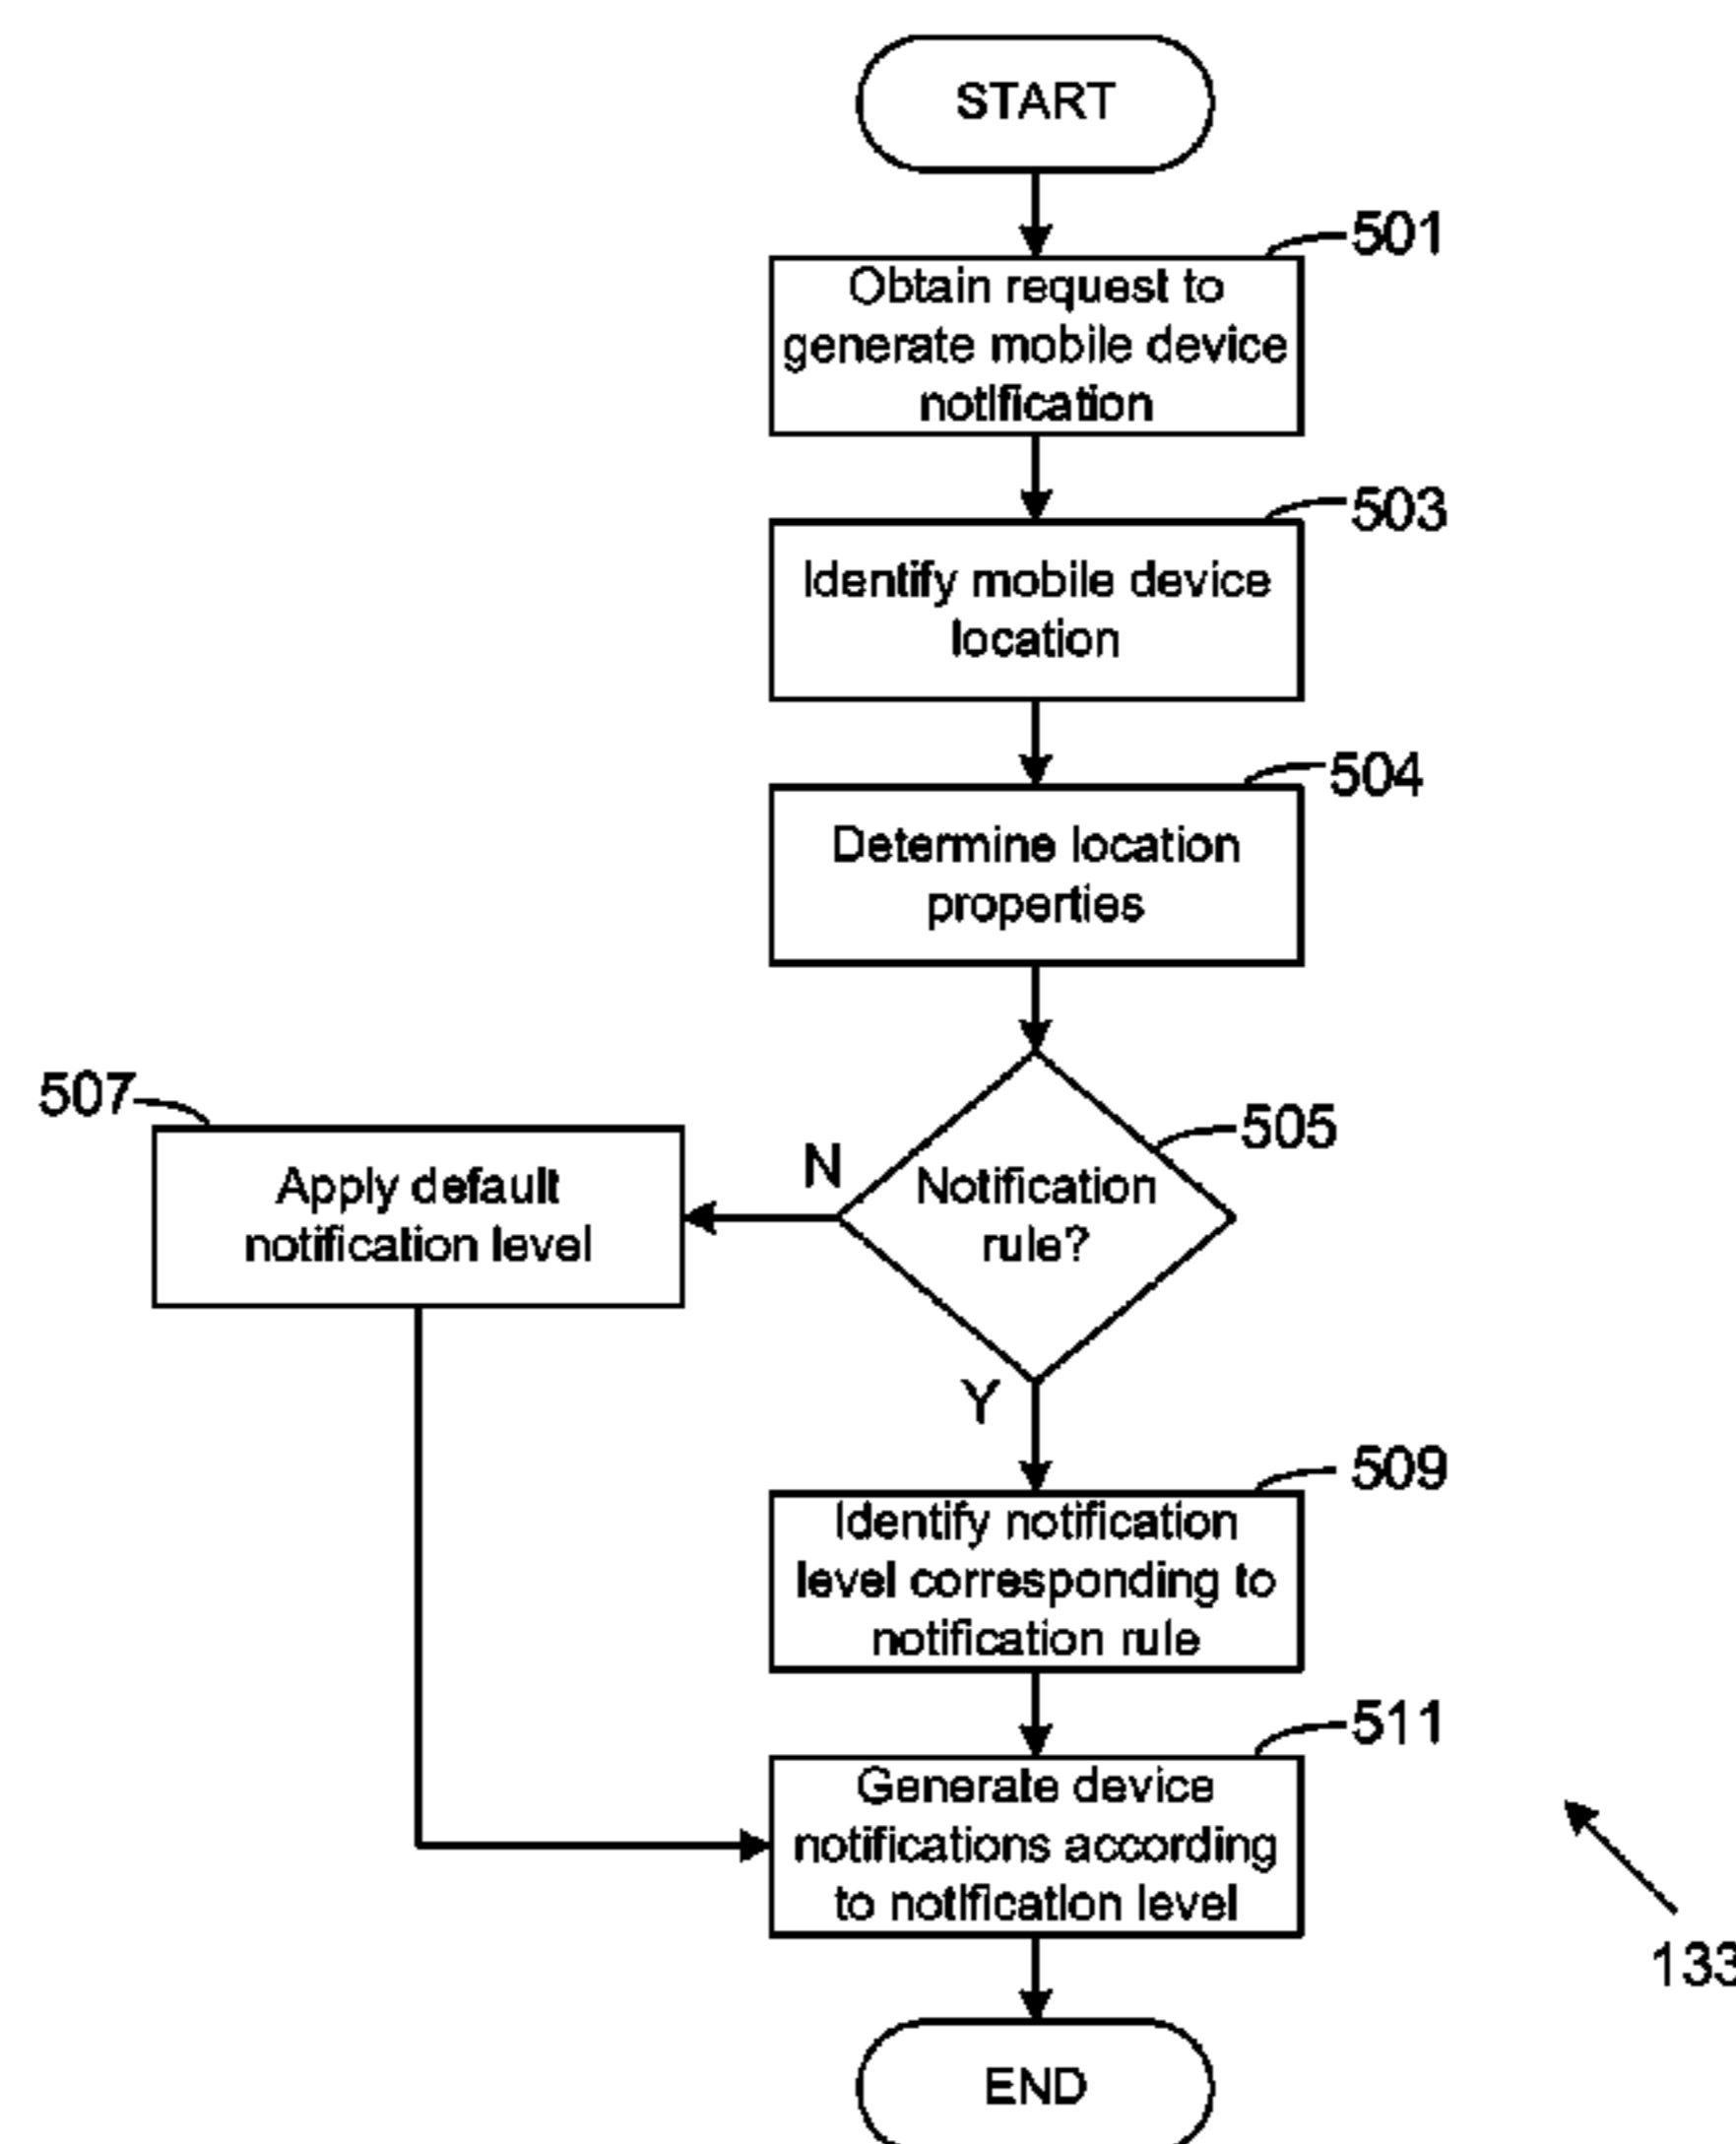 START
501
Obtain request to
generate mobile device
notification
503
Identify mobile device
location
504
Determine location
properties
507
505
Apply default
notification level
N
Notification
rule?
Y
509
Identify notification
level corresponding to
notification rule
511
Generate device
notifications according
to notification level
133
END